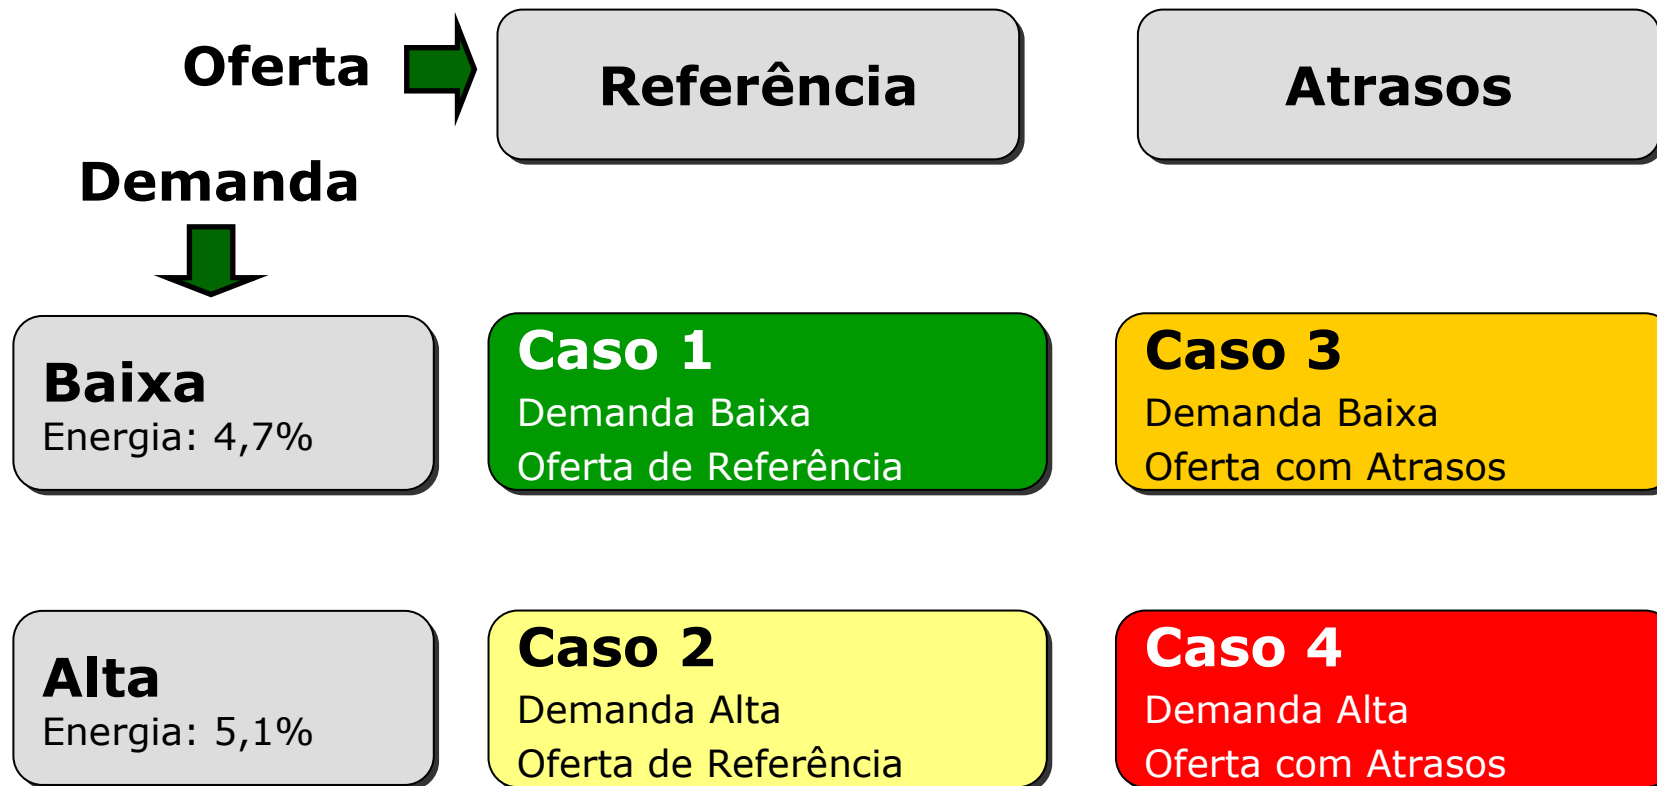 Oferta
Referência
Atrasos
Demanda
Baixa
Energia: 4,7%
Caso 1
Demanda Baixa
Oferta de Referência
Caso 3
Demanda Baixa
Oferta com Atrasos
Alta
Energia: 5,1%
Caso 2
Demanda Alta
Oferta de Referência
Caso 4
Demanda Alta
Oferta com Atrasos